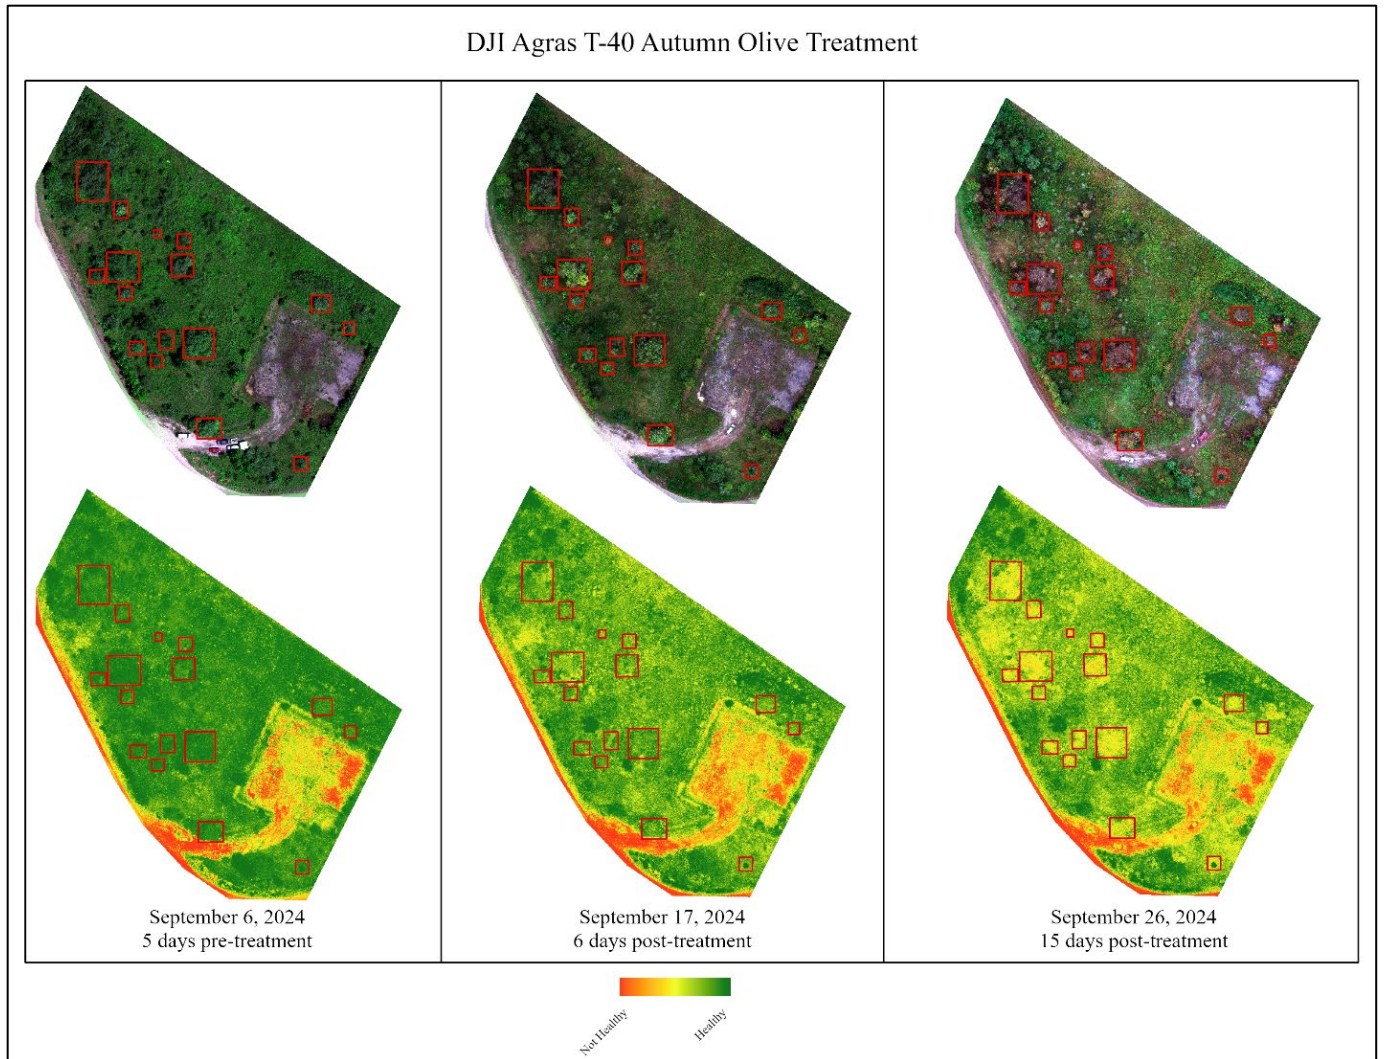 DJI Agras T-40 Autumn Olive Treatment
September 6, 2024
5 days pre-treatment
September 17, 2024
6 days post-treatment
September 26, 2024
15 days post-treatment
Not Healthy
Healthy